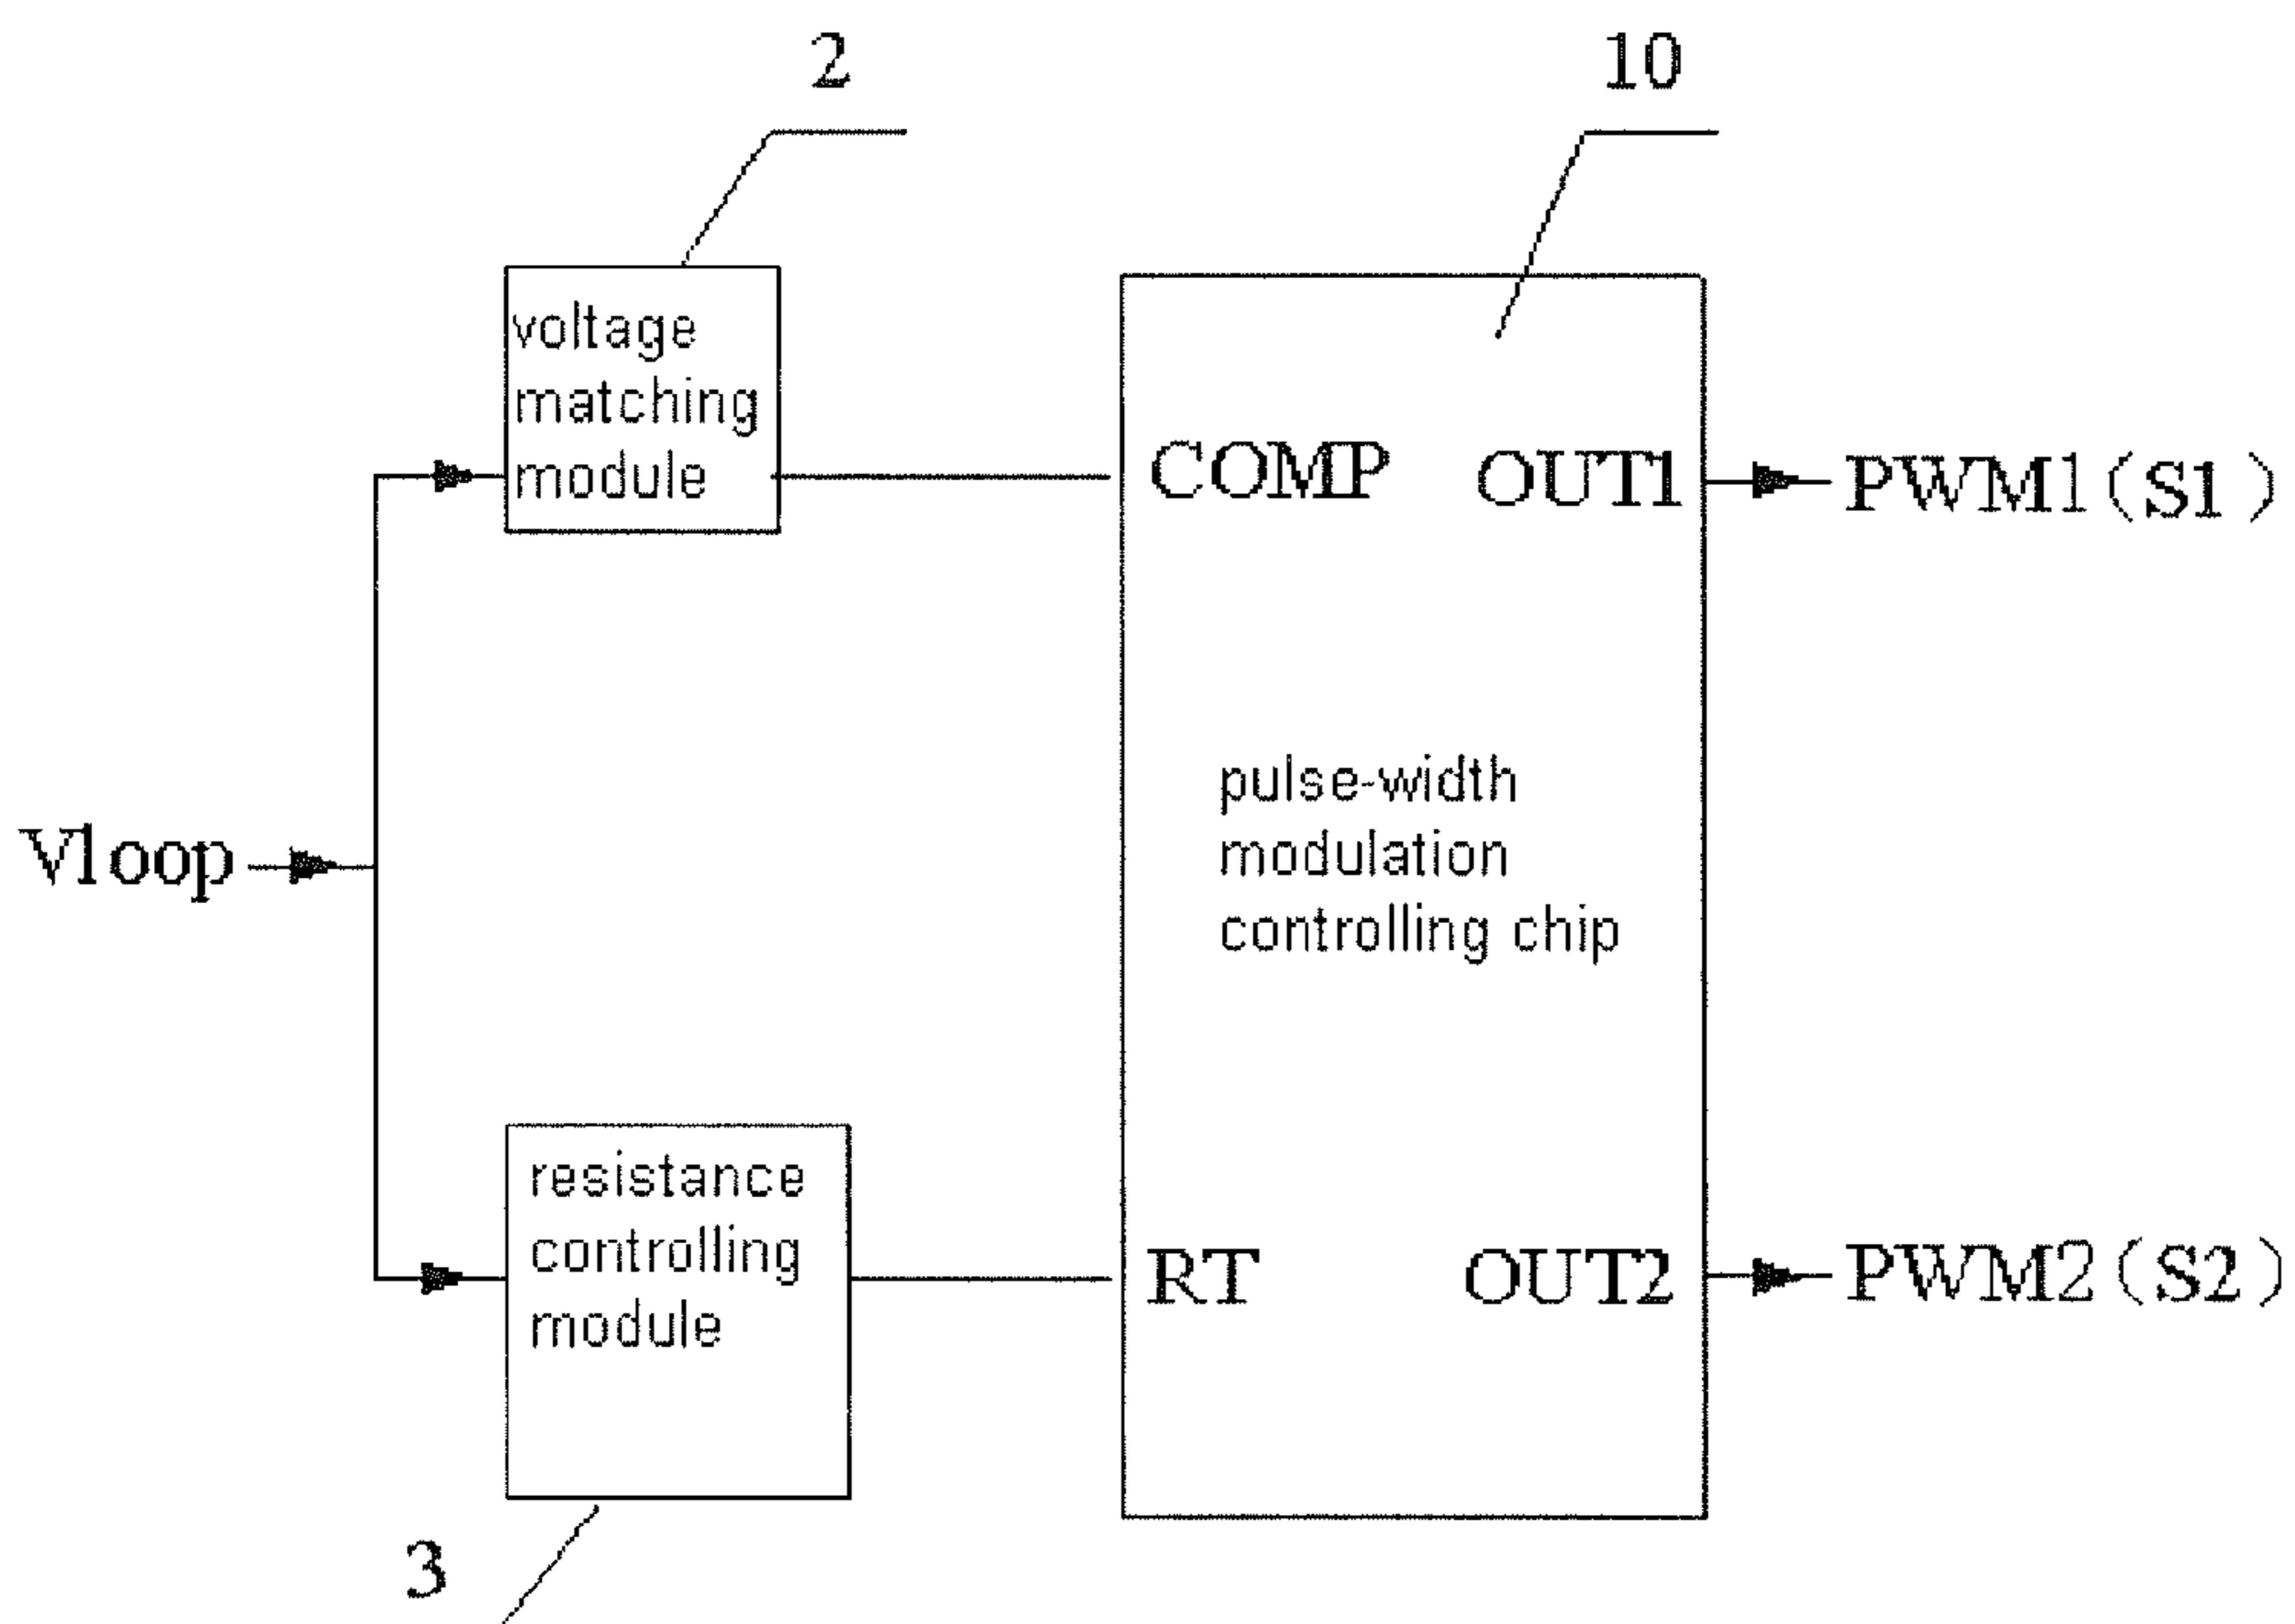 2
10
voltage
matching
module
COMP
OUT1
PWM1(S1)
pulse-width
modulation
controlling chip
Vloop
resistance
controlling
module
RT
OUT2
PWM2(S2)
3